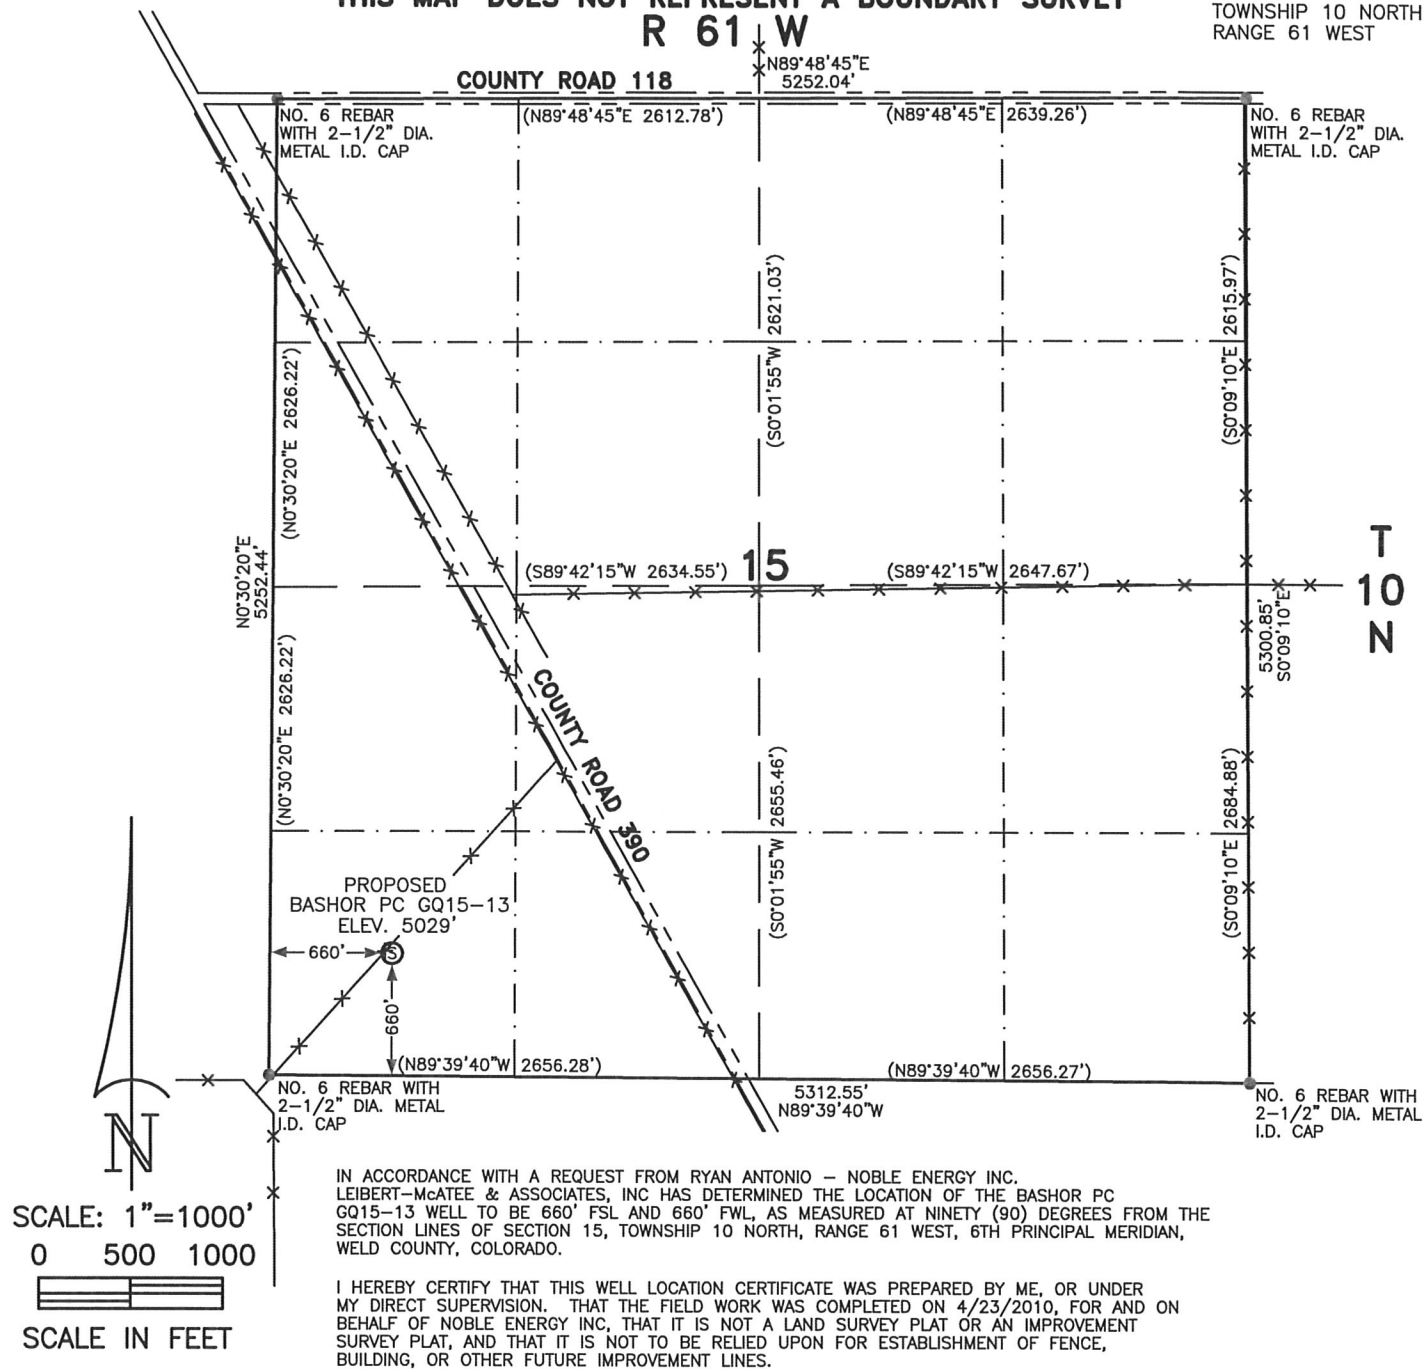 THIS MAP DOES NOT REPRESENT A BOUNDARY SURVEY
TOWNSHIP 10 NORTH
RANGE 61 WEST
R 61 W
N89°48'45"E
5252.04'
COUNTY ROAD 118
NO. 6 REBAR
WITH 2-1/2" DIA.
METAL I.D. CAP
(N89°48'45"E 2612.78')
(N89°48'45"E 2639.26')
NO. 6 REBAR
WITH 2-1/2" DIA.
METAL I.D. CAP
(N0°30'20"E 2626.22')
(S0°01'55"W 2621.03')
(S0°09'10"E 2615.97')
N0°30'20"E
5252.44'
(S89°42'15"W 2634.55')
15
(S89°42'15"W 2647.67')
T
10
N
5300.85'
S0°09'10"E
(N0°30'20"E 2626.22')
COUNTY ROAD 390
(S0°01'55"W 2655.46')
(S0°09'10"E 2684.88')
PROPOSED
BASHOR PC GQ15-13
ELEV. 5029'
660'
S
660'
(N89°39'40"W 2656.28')
(N89°39'40"W 2656.27')
5312.55'
N89°39'40"W
NO. 6 REBAR WITH
2-1/2" DIA. METAL
I.D. CAP
NO. 6 REBAR WITH
2-1/2" DIA. METAL
I.D. CAP
N
SCALE: 1"=1000'
0 500 1000
SCALE IN FEET
IN ACCORDANCE WITH A REQUEST FROM RYAN ANTONIO - NOBLE ENERGY INC.
LEIBERT-McATEE & ASSOCIATES, INC HAS DETERMINED THE LOCATION OF THE BASHOR PC
GQ15-13 WELL TO BE 660' FSL AND 660' FWL, AS MEASURED AT NINETY (90) DEGREES FROM THE
SECTION LINES OF SECTION 15, TOWNSHIP 10 NORTH, RANGE 61 WEST, 6TH PRINCIPAL MERIDIAN,
WELD COUNTY, COLORADO.
I HEREBY CERTIFY THAT THIS WELL LOCATION CERTIFICATE WAS PREPARED BY ME, OR UNDER
MY DIRECT SUPERVISION. THAT THE FIELD WORK WAS COMPLETED ON 4/23/2010, FOR AND ON
BEHALF OF NOBLE ENERGY INC, THAT IT IS NOT A LAND SURVEY PLAT OR AN IMPROVEMENT
SURVEY PLAT, AND THAT IT IS NOT TO BE RELIED UPON FOR ESTABLISHMENT OF FENCE,
BUILDING, OR OTHER FUTURE IMPROVEMENT LINES.